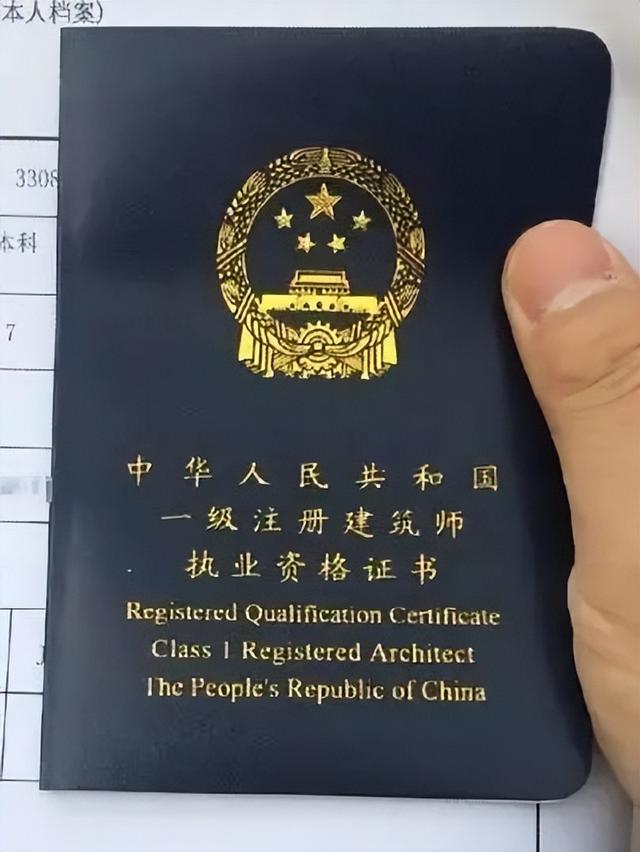 本人档案)
3308
本科
7
中华人民共和国
一级注册建筑师
执业资格证书
Registered Qualification Certificate
Class 1 Registered Architect
The People's Republic of China